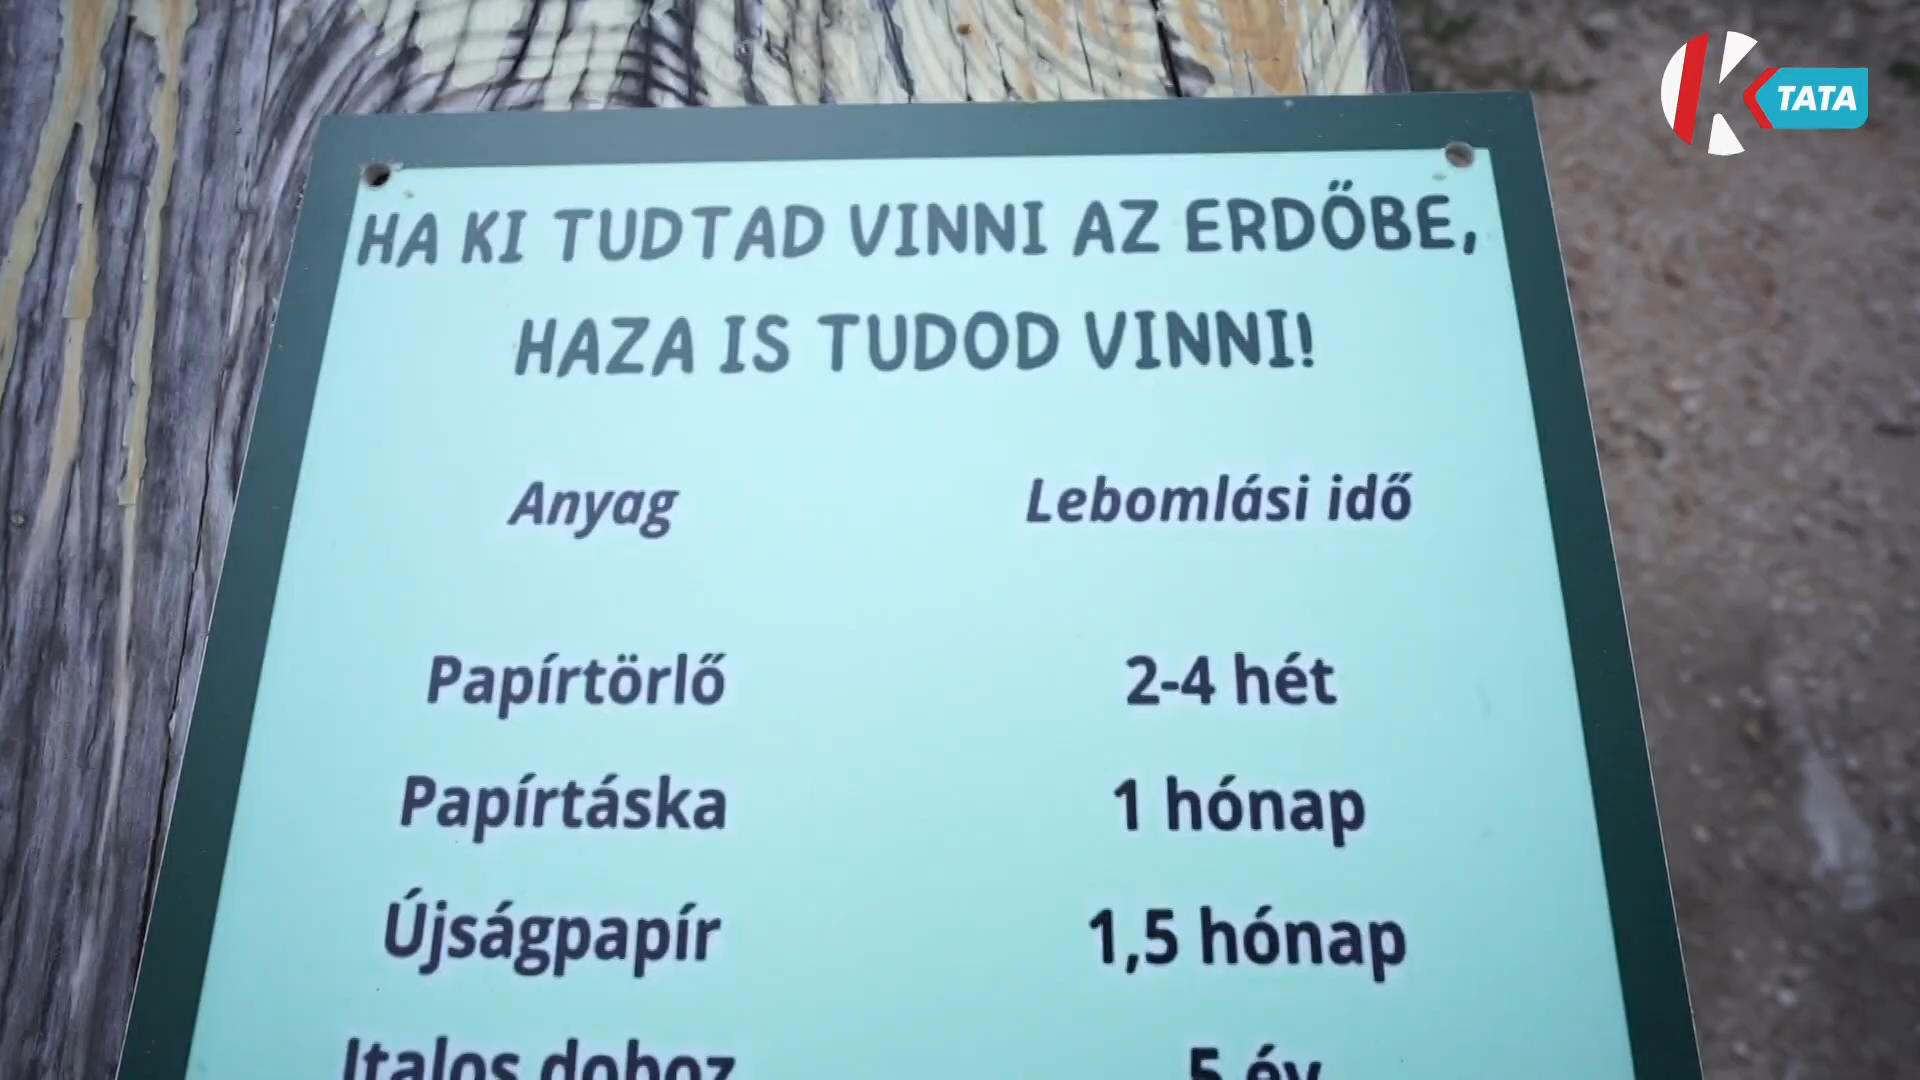 K TATA
HA KI TUDTAD VINNI AZ ERDŐBE,
HAZA IS TUDOD VINNI!
Anyag Lebomlási idő
Papírtörlő 2-4 hét
Papírtáska 1 hónap
Újságpapír 1,5 hónap
Italos doboz 5 év